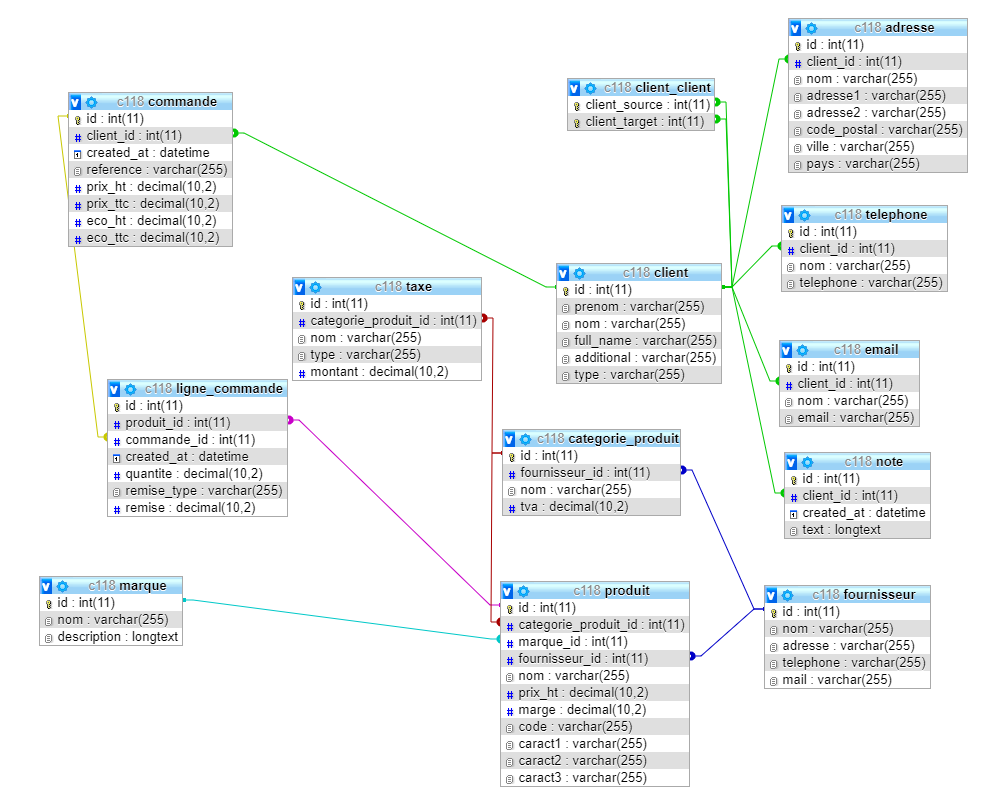 c118 adresse
id : int(11)
client_id : int(11)
nom : varchar(255)
adresse1 : varchar(255)
adresse2 : varchar(255)
code_postal : varchar(255)
ville : varchar(255)
pays : varchar(255)
c118 client_client
client_source : int(11)
client_target : int(11)
c118 commande
id : int(11)
client_id : int(11)
created_at : datetime
reference : varchar(255)
prix_ht : decimal(10,2)
prix_ttc : decimal(10,2)
eco_ht : decimal(10,2)
eco_ttc : decimal(10,2)
c118 telephone
id : int(11)
client_id : int(11)
nom : varchar(255)
telephone : varchar(255)
c118 client
id : int(11)
prenom : varchar(255)
nom : varchar(255)
full_name : varchar(255)
additional : varchar(255)
type : varchar(255)
c118 taxe
id : int(11)
categorie_produit_id : int(11)
nom : varchar(255)
type : varchar(255)
montant : decimal(10,2)
c118 email
id : int(11)
client_id : int(11)
nom : varchar(255)
email : varchar(255)
c118 ligne_commande
id : int(11)
produit_id : int(11)
commande_id : int(11)
created_at : datetime
quantite : decimal(10,2)
remise_type : varchar(255)
remise : decimal(10,2)
c118 categorie_produit
id : int(11)
fournisseur_id : int(11)
nom : varchar(255)
tva : decimal(10,2)
c118 note
id : int(11)
client_id : int(11)
created_at : datetime
text : longtext
c118 marque
id : int(11)
nom : varchar(255)
description : longtext
c118 produit
id : int(11)
categorie_produit_id : int(11)
marque_id : int(11)
fournisseur_id : int(11)
nom : varchar(255)
prix_ht : decimal(10,2)
marge : decimal(10,2)
code : varchar(255)
caract1 : varchar(255)
caract2 : varchar(255)
caract3 : varchar(255)
c118 fournisseur
id : int(11)
nom : varchar(255)
adresse : varchar(255)
telephone : varchar(255)
mail : varchar(255)